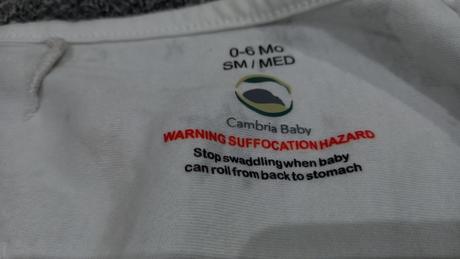 0-6 Mo
SM / MED
Cambria Baby
WARNING SUFFOCATION HAZARD
Stop swaddling when baby
can roll from back to stomach